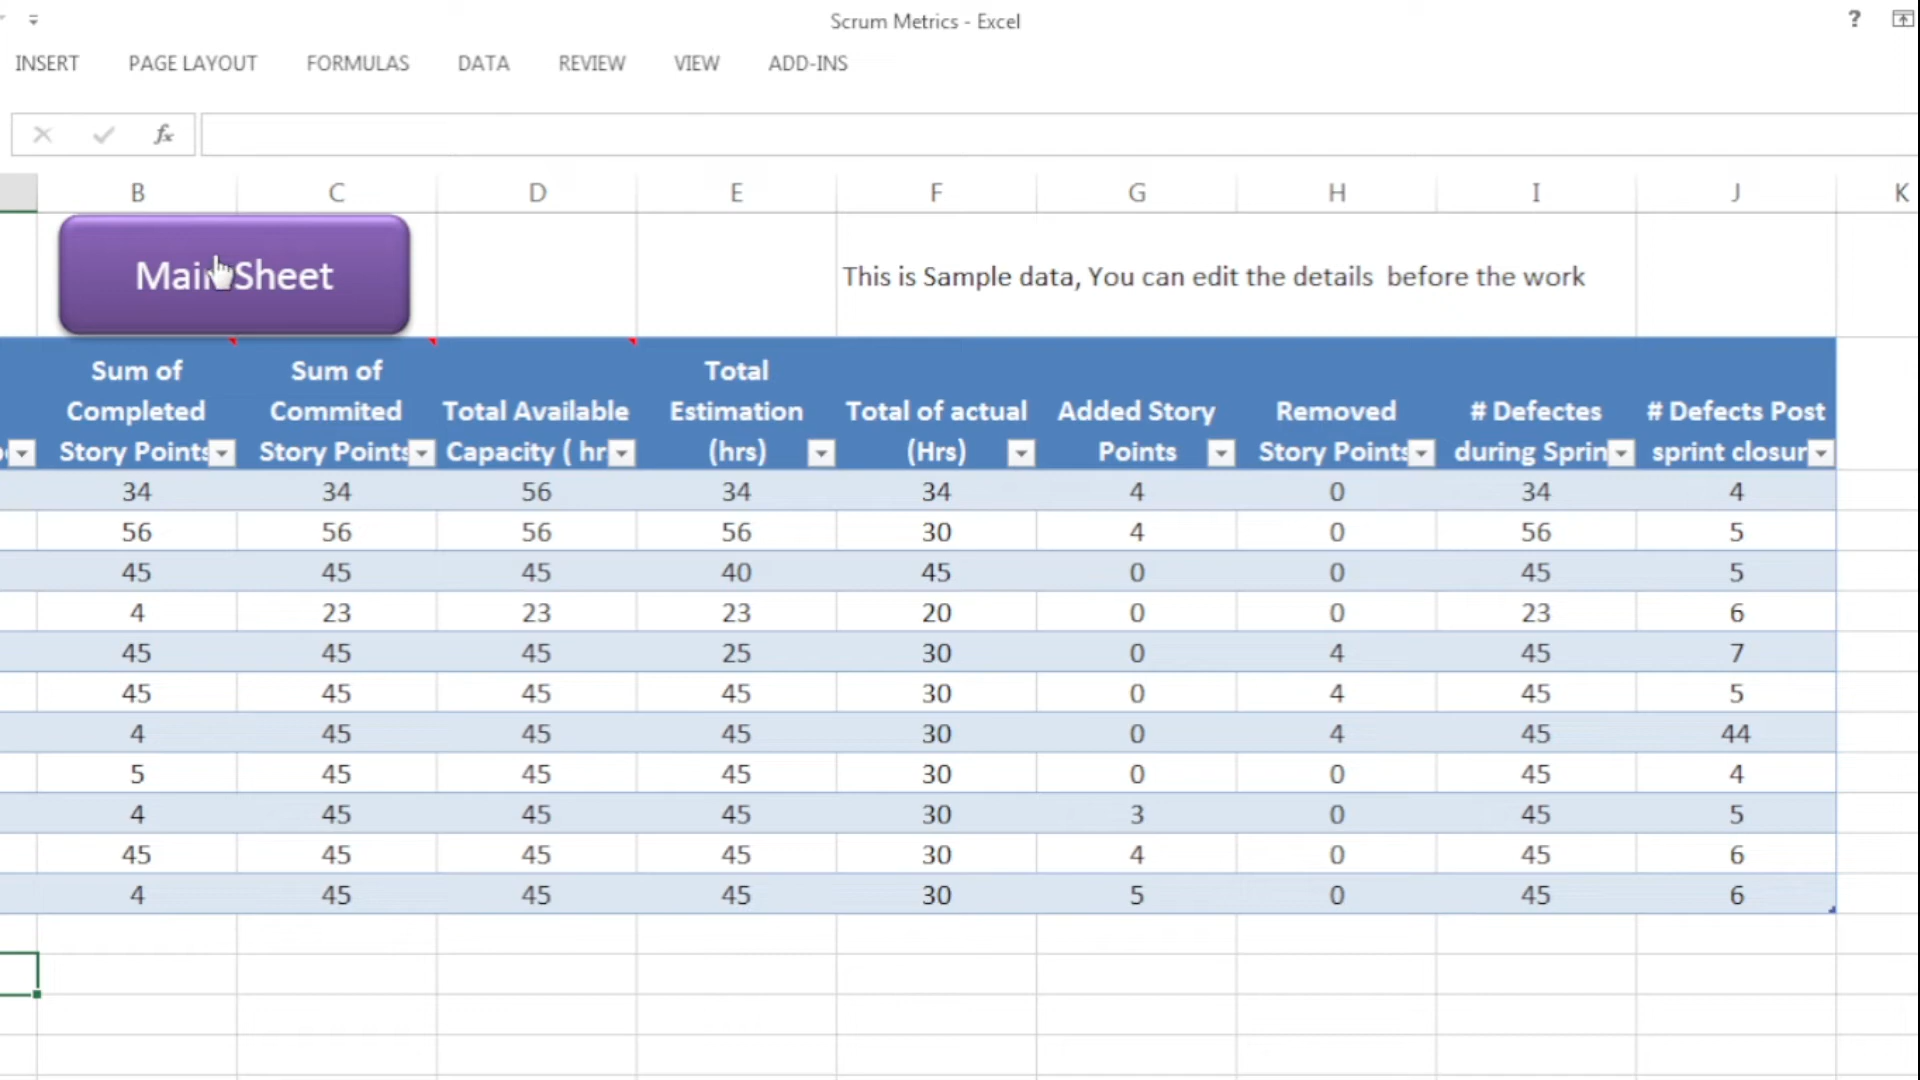 Scrum Metrics - Excel
?
INSERT PAGE LAYOUT FORMULAS DATA REVIEW VIEW ADD-INS
fx
B C D E F G H I J K
Main Sheet
This is Sample data, You can edit the details before the work
Sum of Sum of Total
Completed Commited Total Available Estimation Total of actual Added Story Removed # Defectes # Defects Post
Story Points Story Points Capacity ( hr (hrs) (Hrs) Points Story Points during Sprin sprint closur
34 34 56 34 34 4 0 34 4
56 56 56 56 30 4 0 56 5
45 45 45 40 45 0 0 45 5
4 23 23 23 20 0 0 23 6
45 45 45 25 30 0 4 45 7
45 45 45 45 30 0 4 45 5
4 45 45 45 30 0 4 45 44
5 45 45 45 30 0 0 45 4
4 45 45 45 30 3 0 45 5
45 45 45 45 30 4 0 45 6
4 45 45 45 30 5 0 45 6